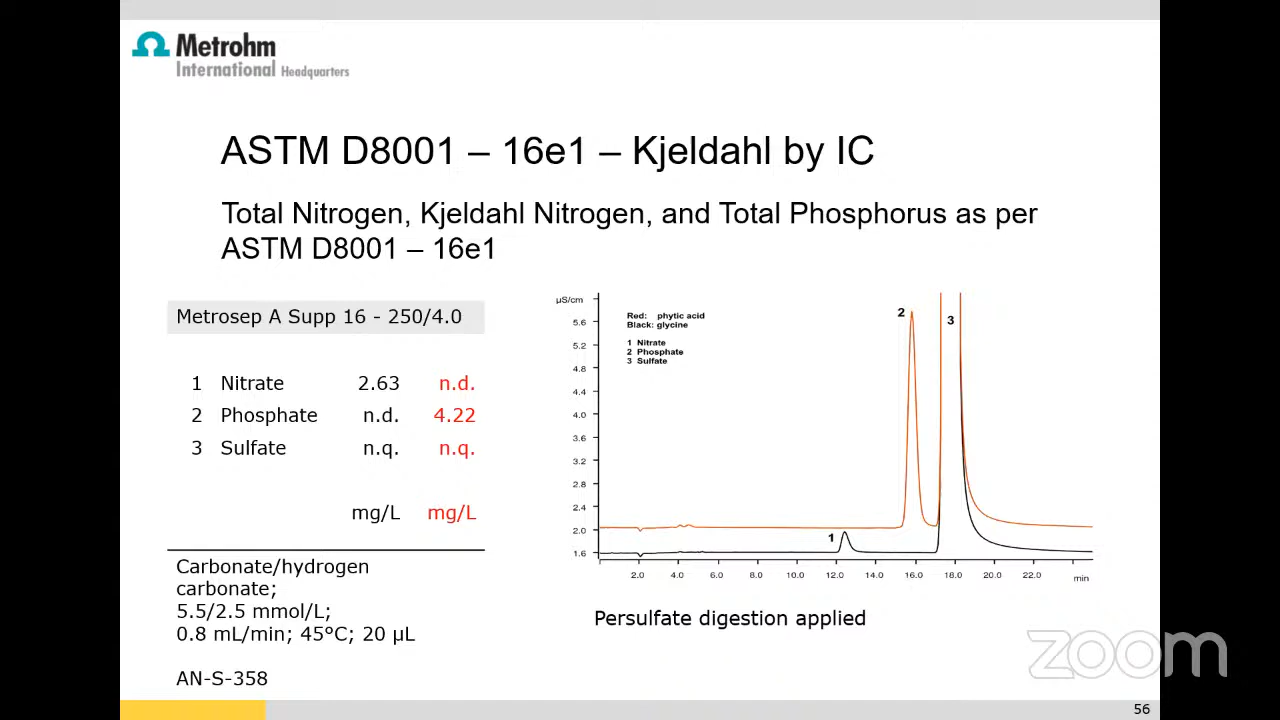 Metrohm
International Headquarters
ASTM D8001 – 16e1 – Kjeldahl by IC
Total Nitrogen, Kjeldahl Nitrogen, and Total Phosphorus as per
ASTM D8001 – 16e1
Metrosep A Supp 16 - 250/4.0
1 Nitrate 2.63 n.d.
2 Phosphate n.d. 4.22
3 Sulfate n.q. n.q.
mg/L mg/L
Carbonate/hydrogen
carbonate;
5.5/2.5 mmol/L;
0.8 mL/min; 45°C; 20 µL
AN-S-358
µS/cm
5.6
5.2
4.8
4.4
4.0
3.6
3.2
2.8
2.4
2.0
1.6
Red: phytic acid
Black: glycine
1 Nitrate
2 Phosphate
3 Sulfate
2
3
1
2.0 4.0 6.0 8.0 10.0 12.0 14.0 16.0 18.0 20.0 22.0 min
Persulfate digestion applied
zoom
56